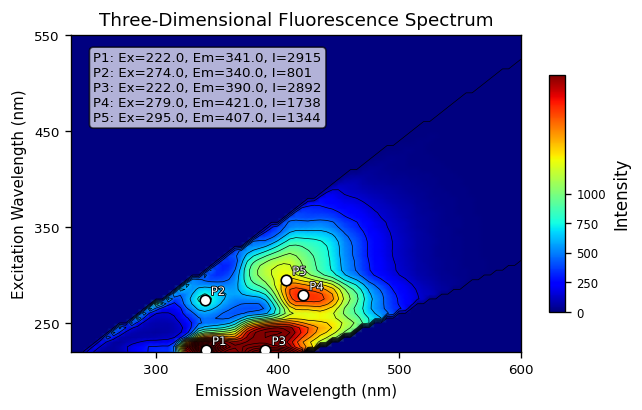 Three-Dimensional Fluorescence Spectrum
P1: Ex=222.0, Em=341.0, I=2915
P2: Ex=274.0, Em=340.0, I=801
P3: Ex=222.0, Em=390.0, I=2892
P4: Ex=279.0, Em=421.0, I=1738
P5: Ex=295.0, Em=407.0, I=1344
Excitation Wavelength (nm)
550
450
350
250
P5
P4
P2
P1
P3
300
400
500
600
Emission Wavelength (nm)
1000
750
500
250
0
Intensity